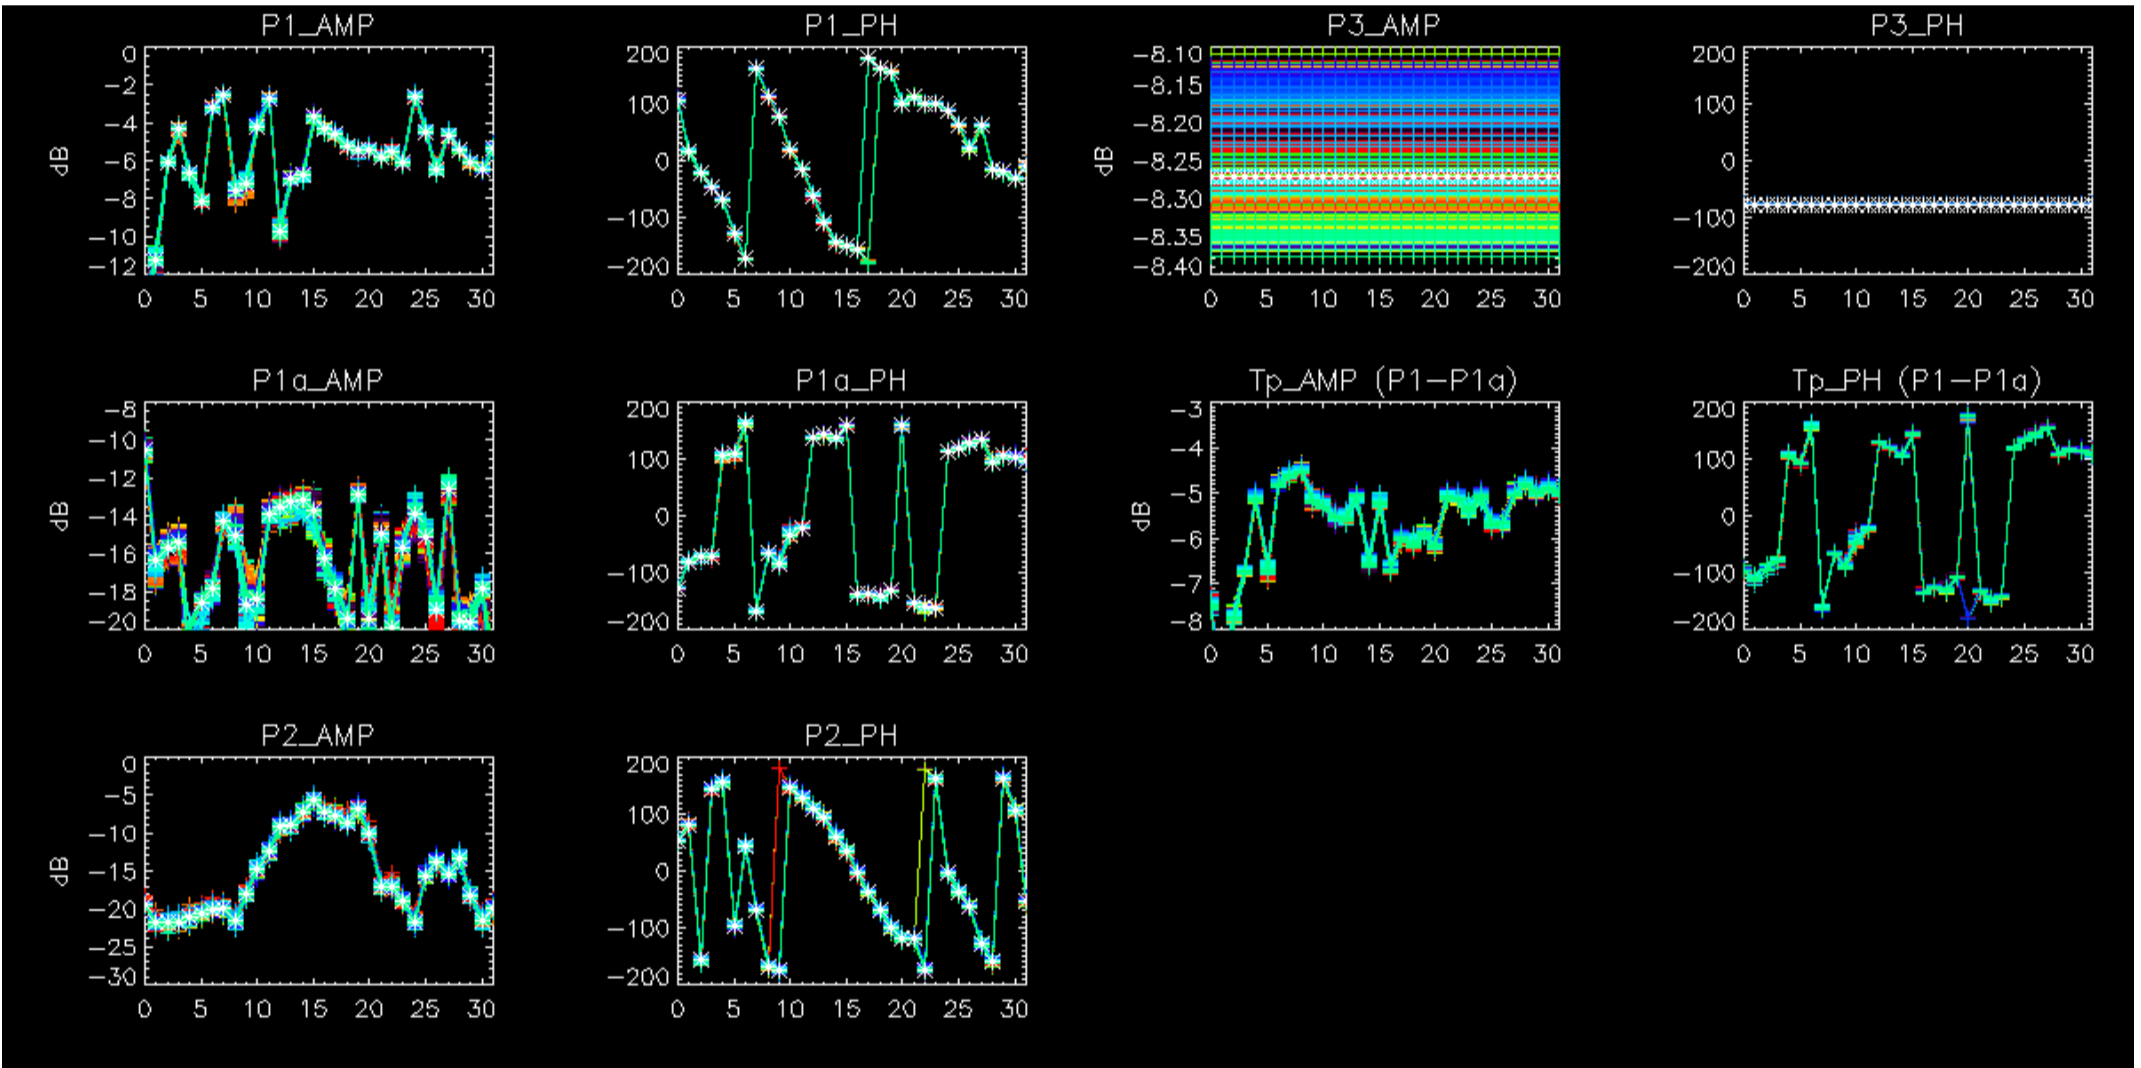 P1_AMP
dB
0
−2
−4
−6
−8
−10
−12
0 5 10 15 20 25 30
P1_PH
200
100
0
−100
−200
0 5 10 15 20 25 30
P3_AMP
dB
−8.10
−8.15
−8.20
−8.25
−8.30
−8.35
−8.40
0 5 10 15 20 25 30
P3_PH
200
100
0
−100
−200
0 5 10 15 20 25 30
P1a_AMP
dB
−8
−10
−12
−14
−16
−18
−20
0 5 10 15 20 25 30
P1a_PH
200
100
0
−100
−200
0 5 10 15 20 25 30
Tp_AMP (P1−P1a)
dB
−3
−4
−5
−6
−7
−8
0 5 10 15 20 25 30
Tp_PH (P1−P1a)
200
100
0
−100
−200
0 5 10 15 20 25 30
P2_AMP
dB
0
−5
−10
−15
−20
−25
−30
0 5 10 15 20 25 30
P2_PH
200
100
0
−100
−200
0 5 10 15 20 25 30